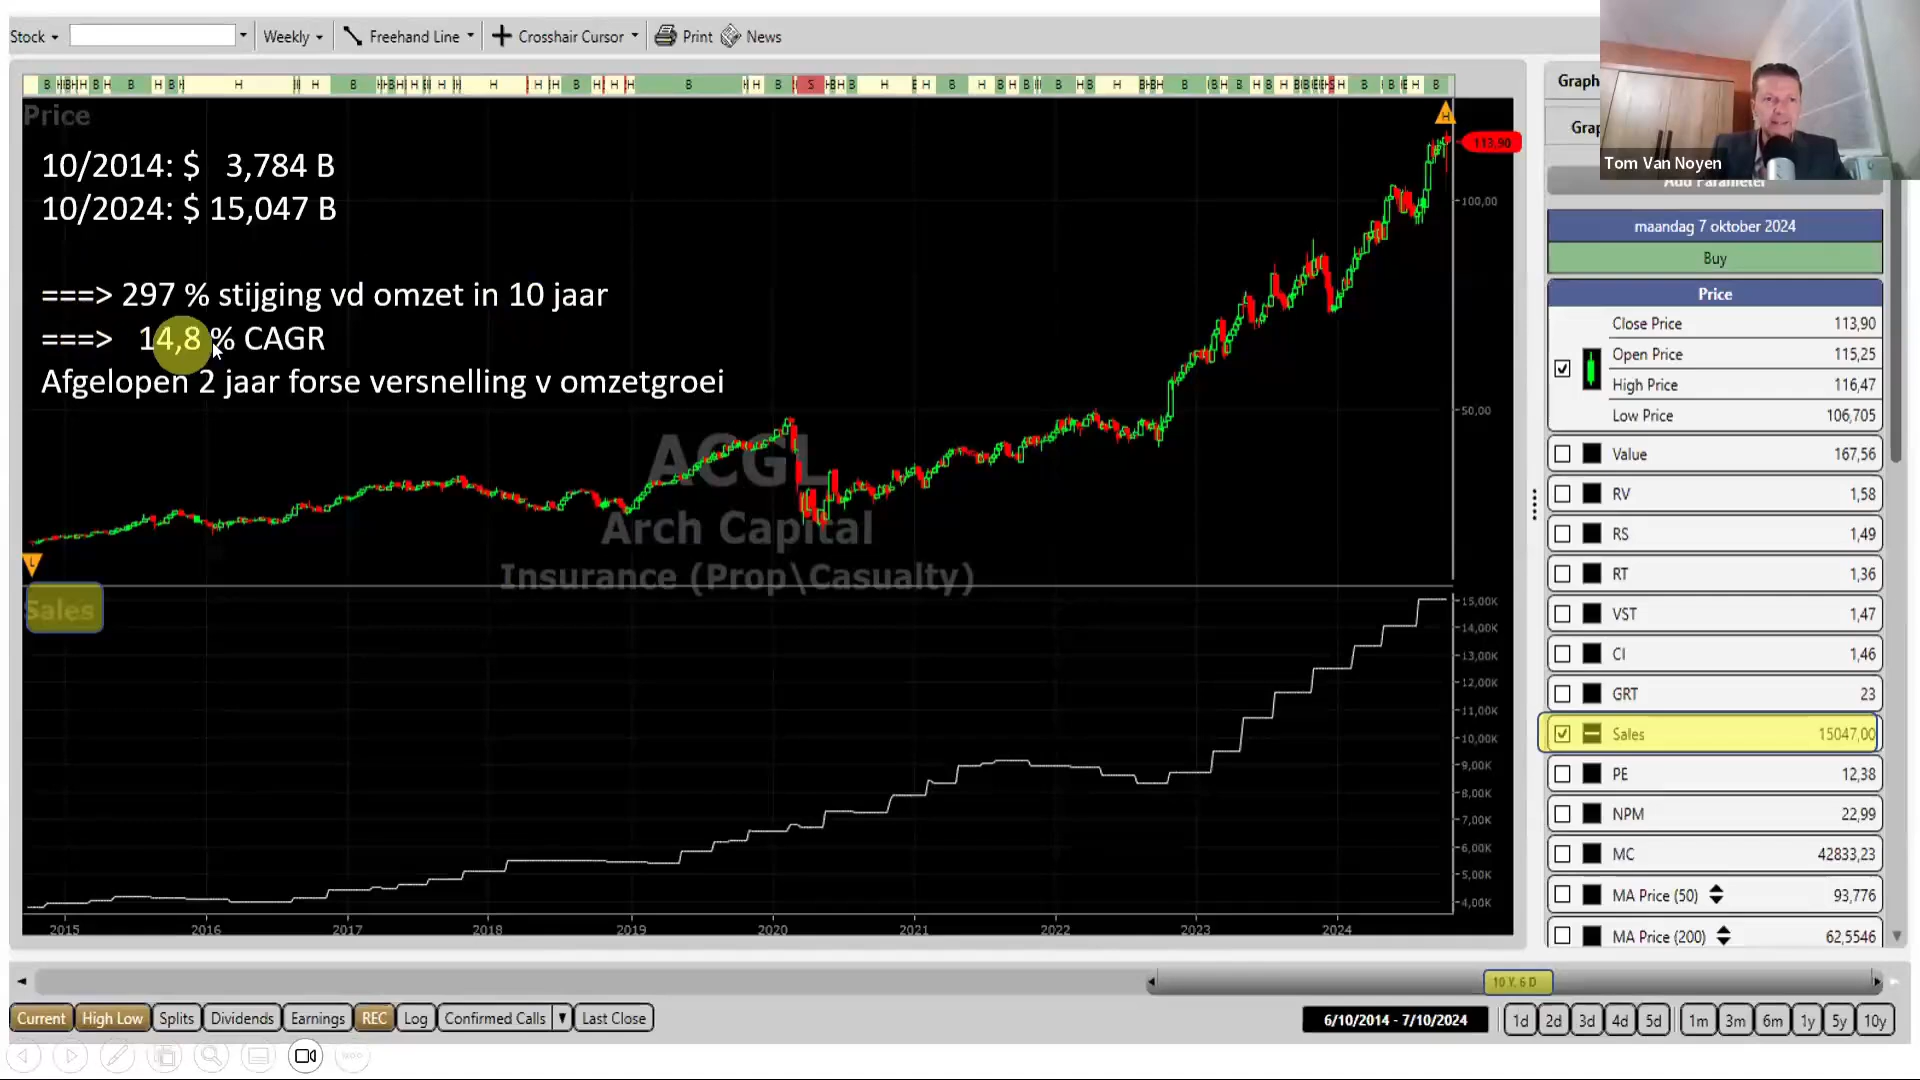 Stock
Weekly
Freehand Line
Crosshair Cursor
Print
News
Tom Van Noyen
Price
10/2014: $ 3,784 B
10/2024: $ 15,047 B
===> 297 % stijging vd omzet in 10 jaar
===> 14,8 % CAGR
Afgelopen 2 jaar forse versnelling v omzetgroei
ACGL
Arch Capital
Insurance (Prop\Casualty)
113,90
100,00
50,00
Sales
15,00K
14,00K
13,00K
12,00K
11,00K
10,00K
9,00K
8,00K
7,00K
6,00K
5,00K
4,00K
2015 2016 2017 2018 2019 2020 2021 2022 2023 2024
Add Parameter
maandag 7 oktober 2024
Buy
Price
Close Price 113,90
Open Price 115,25
High Price 116,47
Low Price 106,705
Value 167,56
RV 1,58
RS 1,49
RT 1,36
VST 1,47
CI 1,46
GRT 23
Sales 15047,00
PE 12,38
NPM 22,99
MC 42833,23
MA Price (50) 93,776
MA Price (200) 62,5546
10 Y, 6 D
Current High Low Splits Dividends Earnings REC Log Confirmed Calls Last Close
6/10/2014 - 7/10/2024
1d 2d 3d 4d 5d 1m 3m 6m 1y 5y 10y